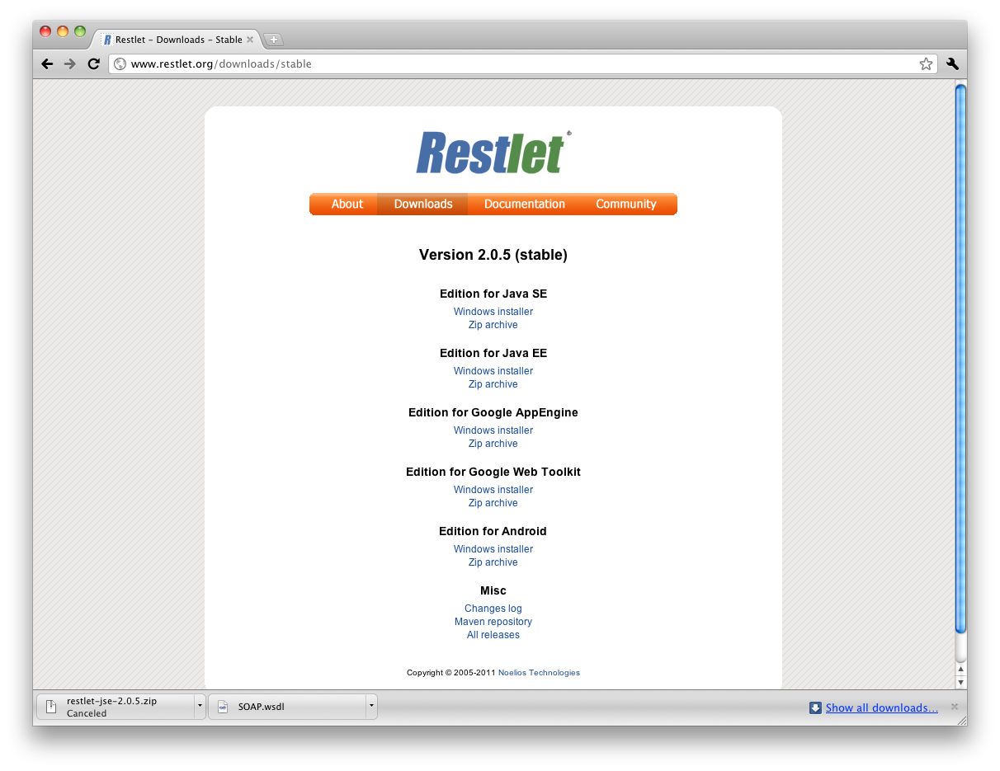 Restlet – Downloads – Stable
www.restlet.org/downloads/stable
Restlet®
About Downloads Documentation Community
Version 2.0.5 (stable)
Edition for Java SE
Windows installer
Zip archive
Edition for Java EE
Windows installer
Zip archive
Edition for Google AppEngine
Windows installer
Zip archive
Edition for Google Web Toolkit
Windows installer
Zip archive
Edition for Android
Windows installer
Zip archive
Misc
Changes log
Maven repository
All releases
Copyright © 2005-2011 Noelios Technologies
restlet-jse-2.0.5.zip
Canceled
SOAP.wsdl
Show all downloads...